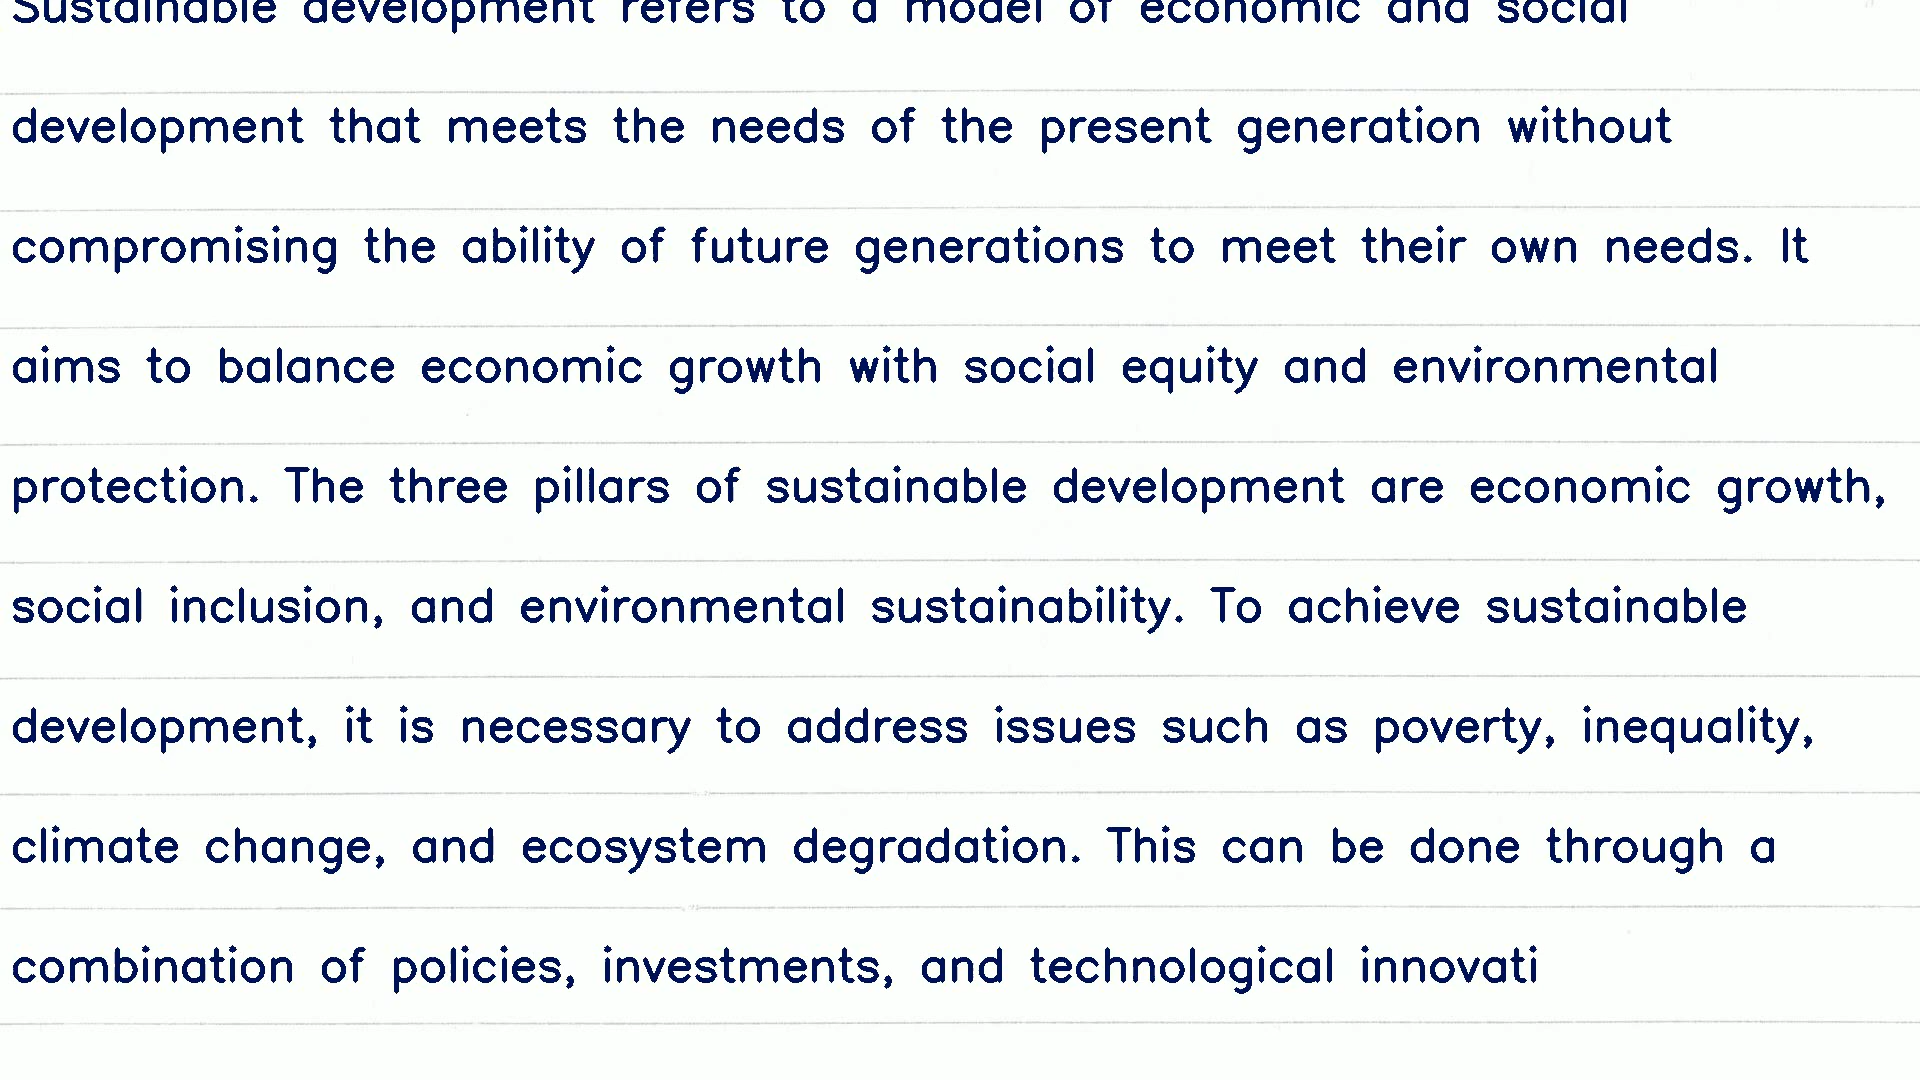 Sustainable development refers to a model of economic and social
development that meets the needs of the present generation without
compromising the ability of future generations to meet their own needs. It
aims to balance economic growth with social equity and environmental
protection. The three pillars of sustainable development are economic growth,
social inclusion, and environmental sustainability. To achieve sustainable
development, it is necessary to address issues such as poverty, inequality,
climate change, and ecosystem degradation. This can be done through a
combination of policies, investments, and technological innovati